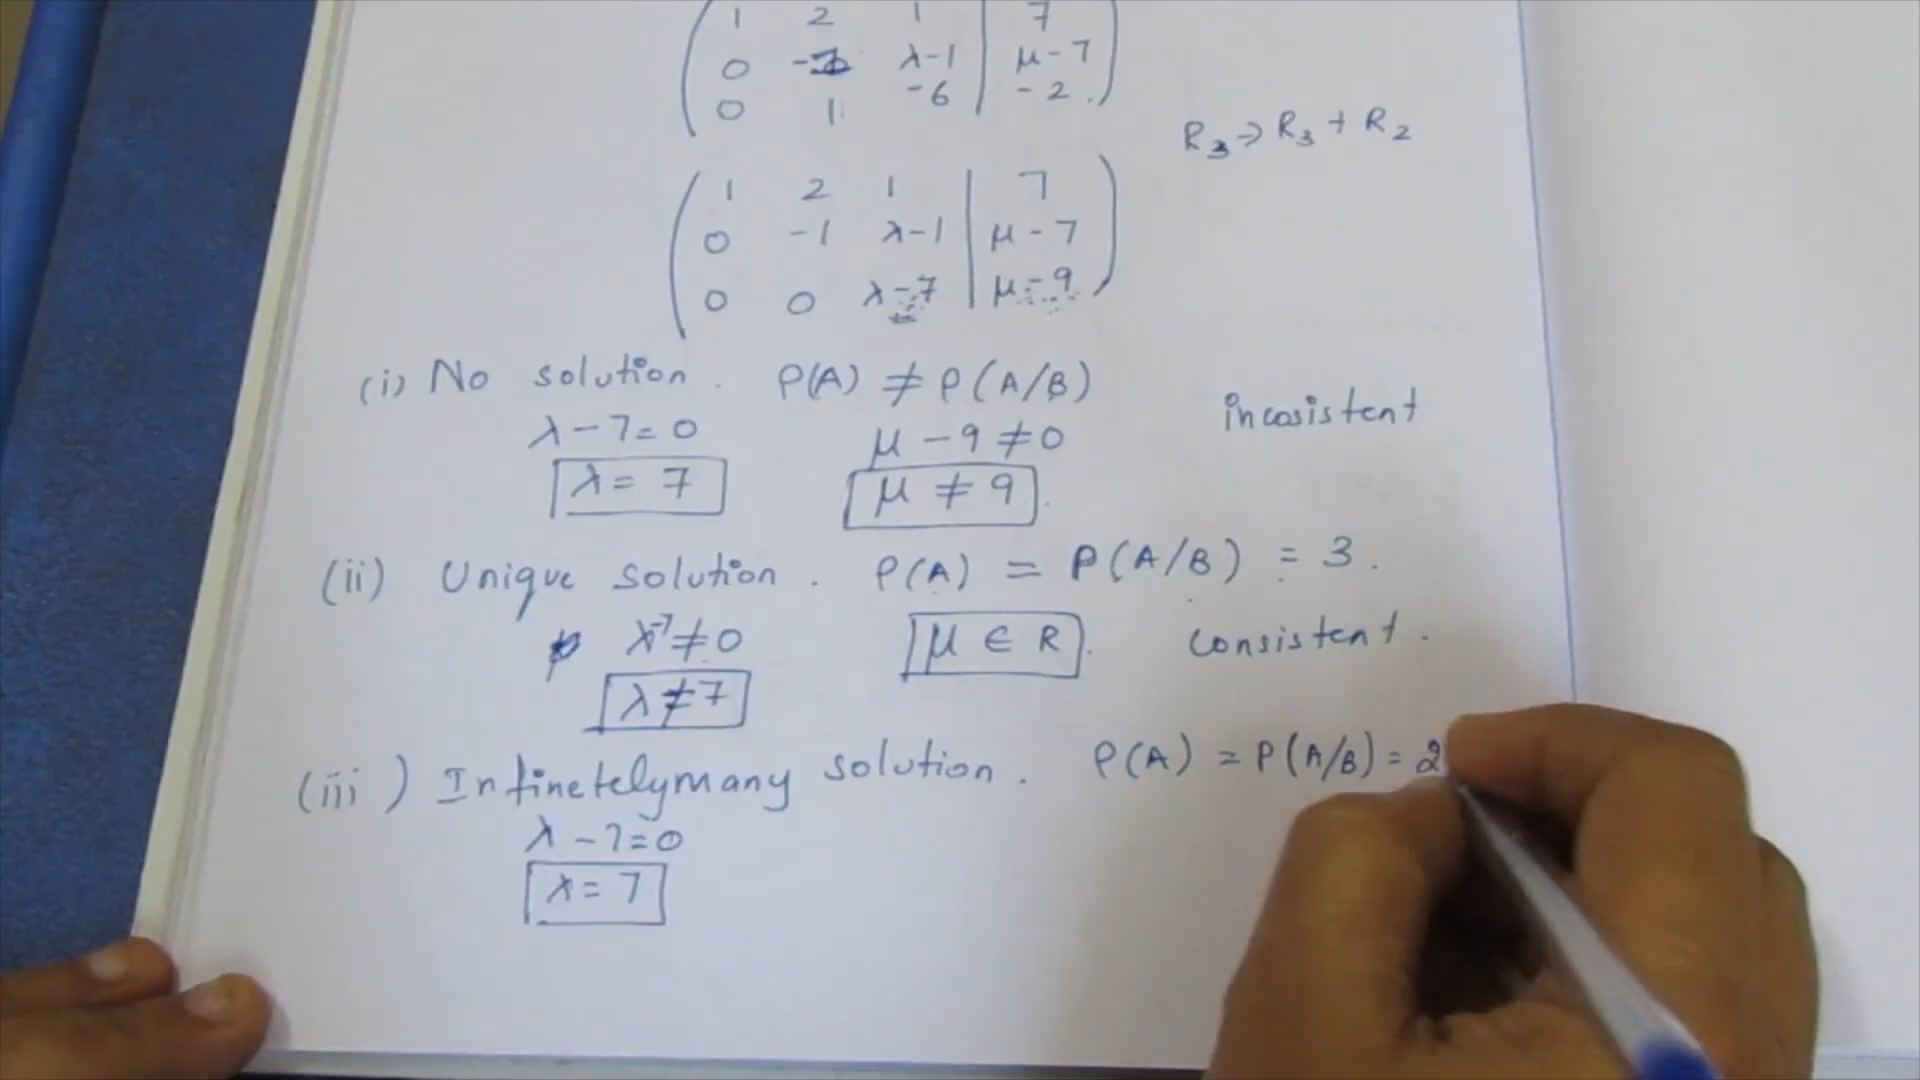 1 2 1 | 7
0 -1 λ-1 | μ-7
0 1 -6 | -2.
R₃→R₃+R₂
1 2 1 | 7
0 -1 λ-1 | μ-7
0 0 λ-7 | μ-9
(i) No solution. ρ(A) ≠ ρ(A/B)
incosistent
λ-7=0 μ-9≠0
λ=7 μ≠9.
(ii) Unique solution. ρ(A) = ρ(A/B) = 3.
λ-7≠0 μ∈R. consistent.
λ≠7
(iii) Infinetelymany solution. ρ(A) = ρ(A/B) = 2
λ-7=0
λ=7